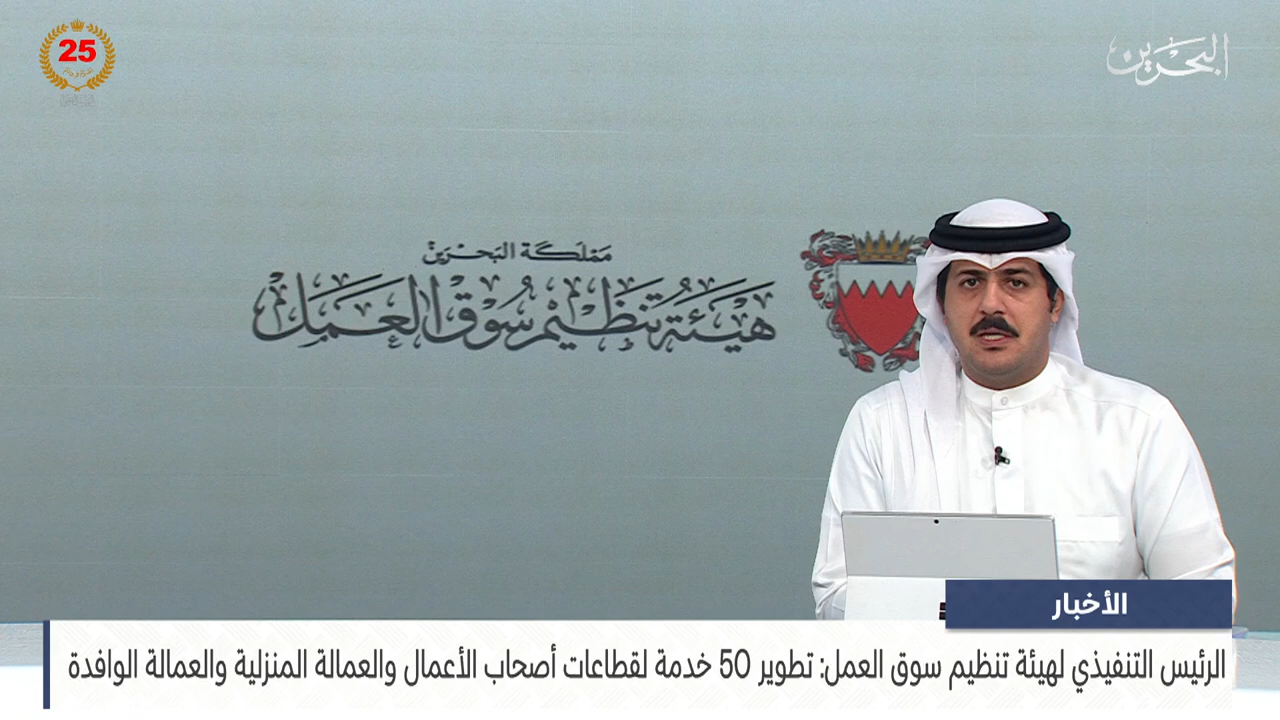 25
البحرين
مملكة البحرين
هيئة تنظيم سوق العمل
الأخبار
الرئيس التنفيذي لهيئة تنظيم سوق العمل: تطوير 50 خدمة لقطاعات أصحاب الأعمال والعمالة المنزلية والعمالة الوافدة